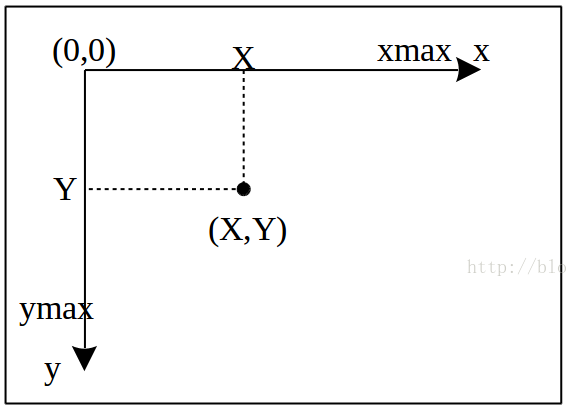 (0,0)
X
xmax
x
Y
(X,Y)
http://blo
ymax
y